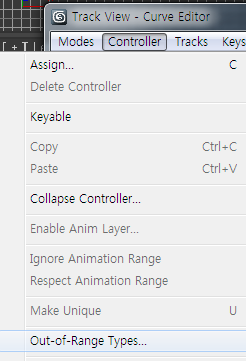 Track View - Curve Editor
Modes Controller Tracks Keys
Assign... C
Delete Controller
Keyable
Copy Ctrl+C
Paste Ctrl+V
Collapse Controller...
Enable Anim Layer...
Ignore Animation Range
Respect Animation Range
Make Unique U
Out-of-Range Types...